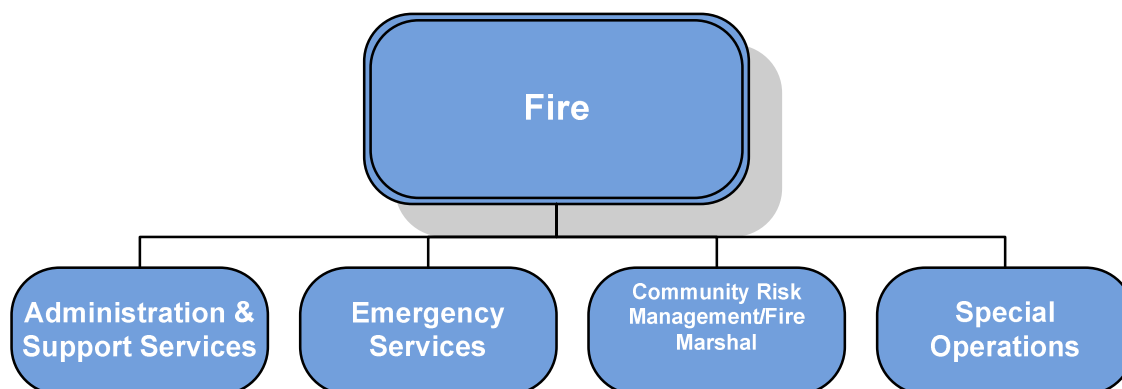 Fire
Administration &
Support Services
Emergency
Services
Community Risk
Management/Fire
Marshal
Special
Operations